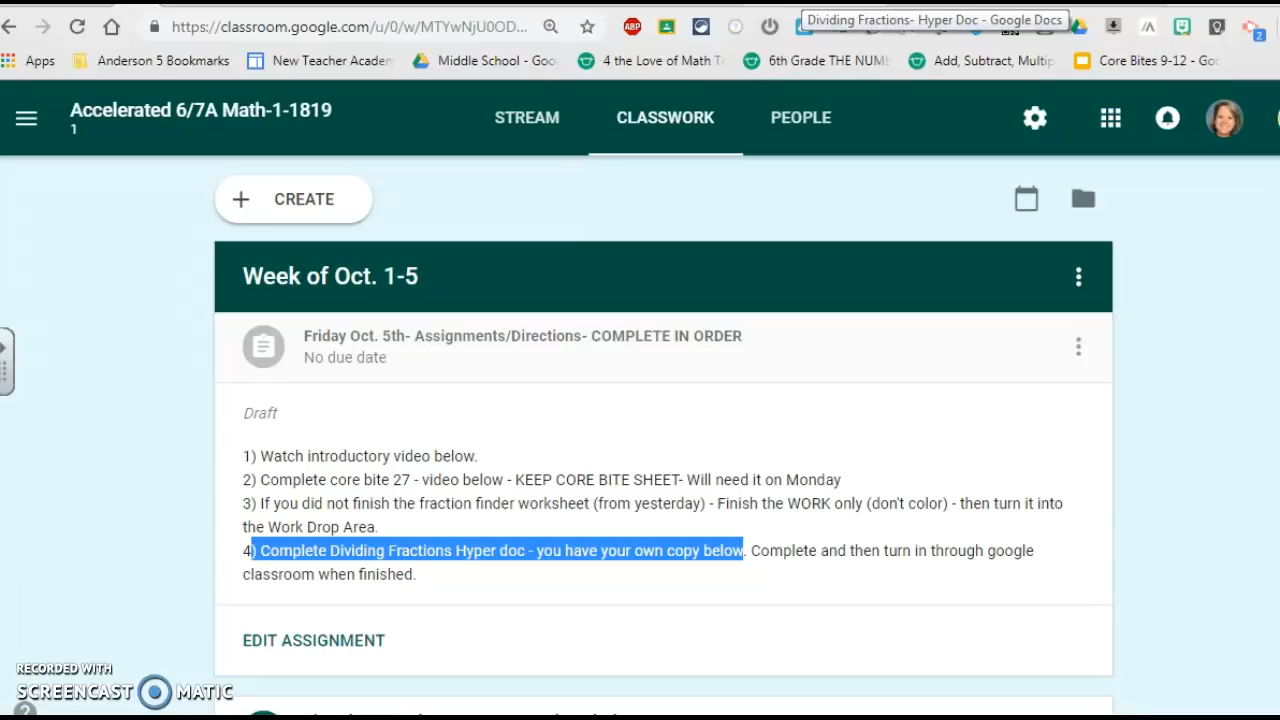 Dividing Fractions- Hyper Doc - Google Docs
https://classroom.google.com/u/0/w/MTYwNjU0OD...
ABP
2
Apps Anderson 5 Bookmarks New Teacher Academ Middle School - Goo 4 the Love of Math T 6th Grade THE NUM Add, Subtract, Multip Core Bites 9-12 - Goo
Accelerated 6/7A Math-1-1819
1
STREAM CLASSWORK PEOPLE
+ CREATE
Week of Oct. 1-5
Friday Oct. 5th- Assignments/Directions- COMPLETE IN ORDER
No due date
Draft
1) Watch introductory video below.
2) Complete core bite 27 - video below - KEEP CORE BITE SHEET- Will need it on Monday
3) If you did not finish the fraction finder worksheet (from yesterday) - Finish the WORK only (don't color) - then turn it into
the Work Drop Area.
4) Complete Dividing Fractions Hyper doc - you have your own copy below. Complete and then turn in through google
classroom when finished.
EDIT ASSIGNMENT
RECORDED WITH
SCREENCAST MATIC